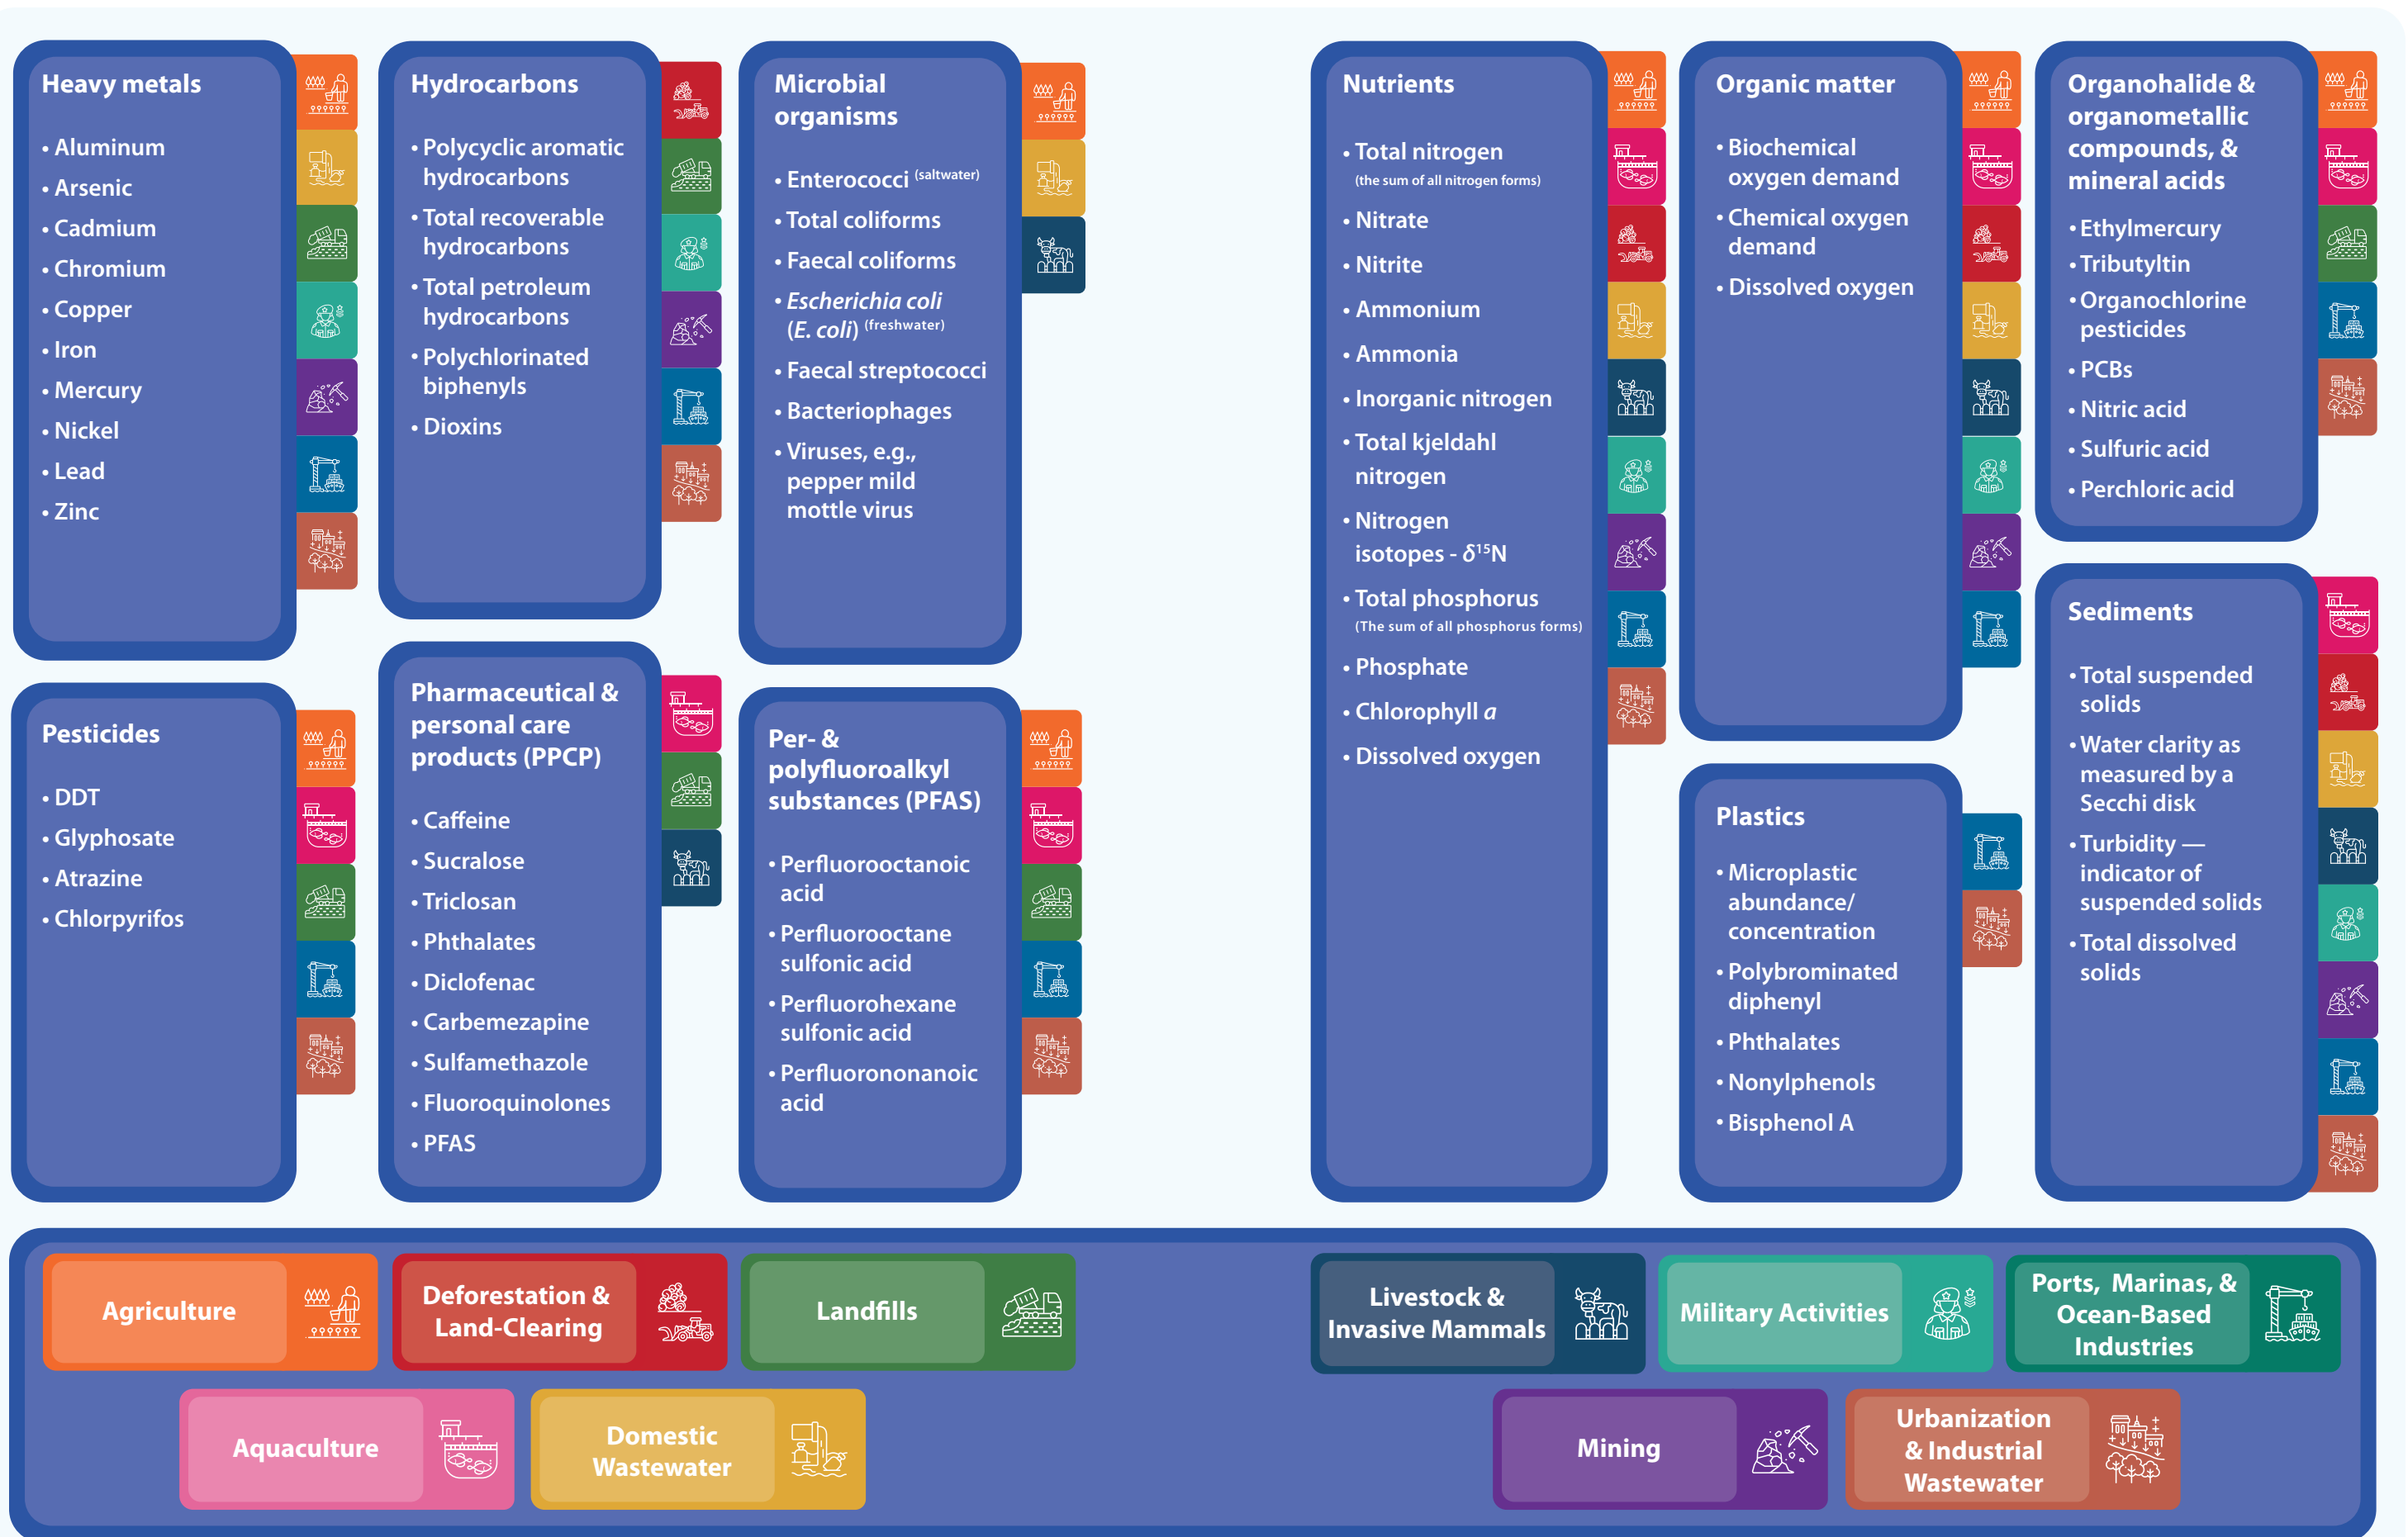 Heavy metals
• Aluminum
• Arsenic
• Cadmium
• Chromium
• Copper
• Iron
• Mercury
• Nickel
• Lead
• Zinc
Hydrocarbons
• Polycyclic aromatic
hydrocarbons
• Total recoverable
hydrocarbons
• Total petroleum
hydrocarbons
• Polychlorinated
biphenyls
• Dioxins
Microbial
organisms
• Enterococci (saltwater)
• Total coliforms
• Faecal coliforms
• Escherichia coli
(E. coli) (freshwater)
• Faecal streptococci
• Bacteriophages
• Viruses, e.g.,
pepper mild
mottle virus
Pesticides
• DDT
• Glyphosate
• Atrazine
• Chlorpyrifos
Pharmaceutical &
personal care
products (PPCP)
• Caffeine
• Sucralose
• Triclosan
• Phthalates
• Diclofenac
• Carbemezapine
• Sulfamethazole
• Fluoroquinolones
• PFAS
Per- &
polyfluoroalkyl
substances (PFAS)
• Perfluorooctanoic
acid
• Perfluorooctane
sulfonic acid
• Perfluorohexane
sulfonic acid
• Perfluorononanoic
acid
Nutrients
• Total nitrogen
(the sum of all nitrogen forms)
• Nitrate
• Nitrite
• Ammonium
• Ammonia
• Inorganic nitrogen
• Total kjeldahl
nitrogen
• Nitrogen
isotopes - δ¹⁵N
• Total phosphorus
(The sum of all phosphorus forms)
• Phosphate
• Chlorophyll a
• Dissolved oxygen
Organic matter
• Biochemical
oxygen demand
• Chemical oxygen
demand
• Dissolved oxygen
Organohalide &
organometallic
compounds, &
mineral acids
• Ethylmercury
• Tributyltin
• Organochlorine
pesticides
• PCBs
• Nitric acid
• Sulfuric acid
• Perchloric acid
Plastics
• Microplastic
abundance/
concentration
• Polybrominated
diphenyl
• Phthalates
• Nonylphenols
• Bisphenol A
Sediments
• Total suspended
solids
• Water clarity as
measured by a
Secchi disk
• Turbidity —
indicator of
suspended solids
• Total dissolved
solids
Agriculture
Deforestation &
Land-Clearing
Landfills
Aquaculture
Domestic
Wastewater
Livestock &
Invasive Mammals
Military Activities
Ports, Marinas, &
Ocean-Based
Industries
Mining
Urbanization
& Industrial
Wastewater